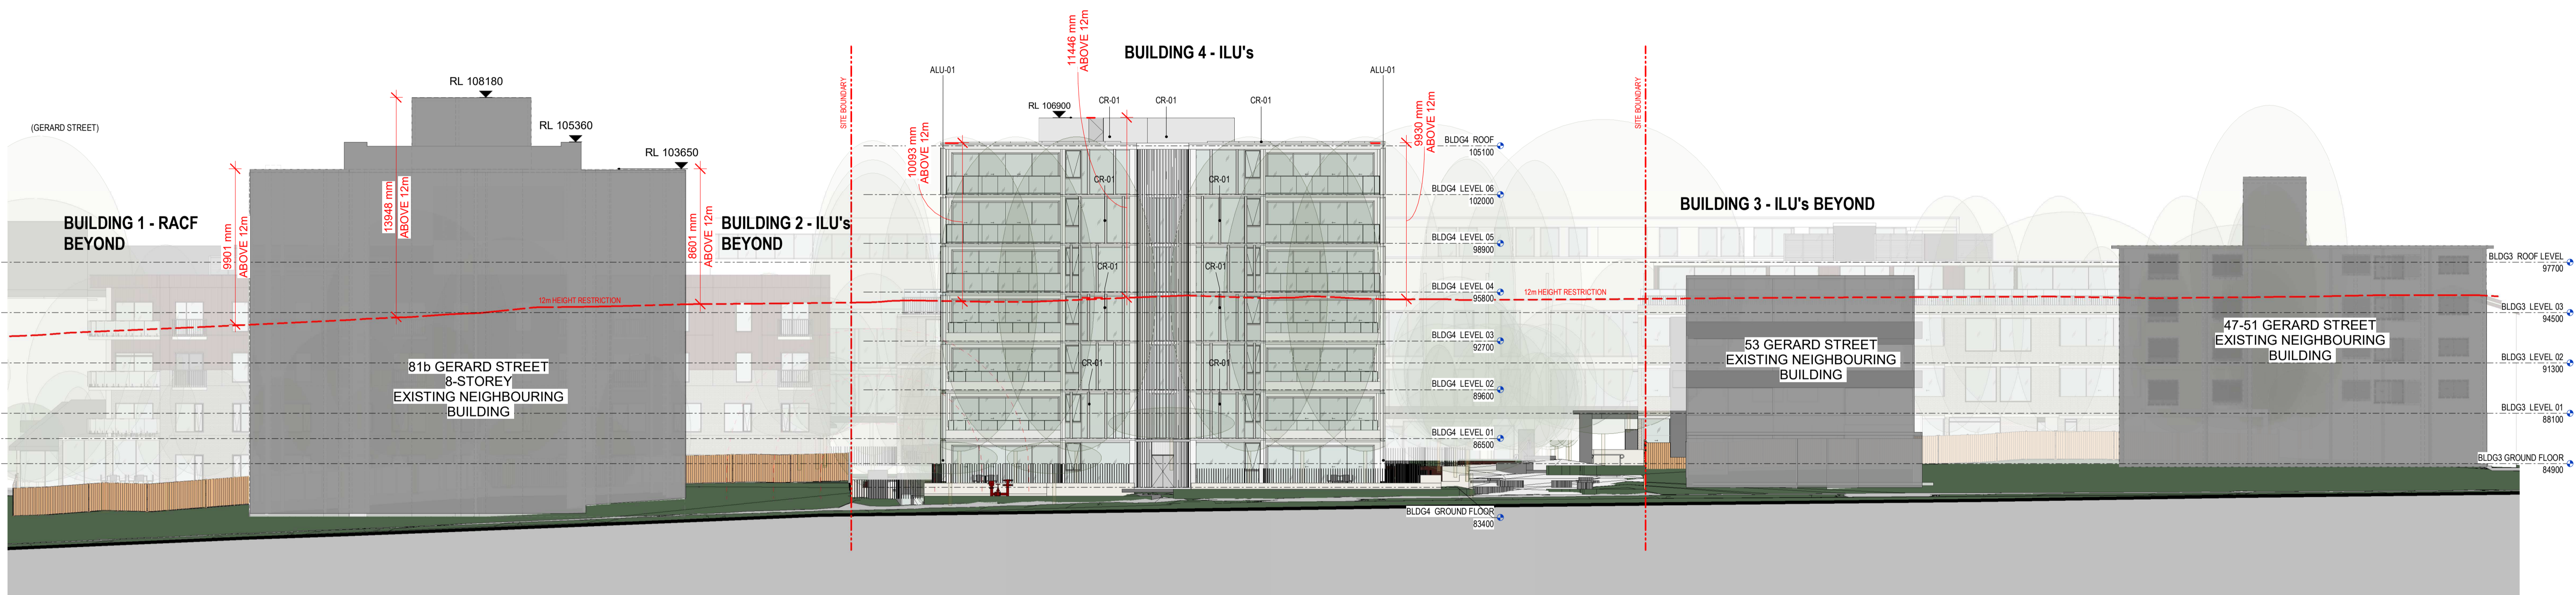 (GERARD STREET)
BUILDING 1 - RACF
BEYOND
9901 mm
ABOVE 12m
RL 108180
RL 105360
RL 103650
13948 mm
ABOVE 12m
8601 mm
ABOVE 12m
BUILDING 2 - ILU's
BEYOND
12m HEIGHT RESTRICTION
81b GERARD STREET
8-STOREY
EXISTING NEIGHBOURING
BUILDING
SITE BOUNDARY
BUILDING 4 - ILU's
ALU-01
ALU-01
11446 mm
ABOVE 12m
RL 106900
CR-01
CR-01
CR-01
10093 mm
ABOVE 12m
9930 mm
ABOVE 12m
CR-01
CR-01
CR-01
CR-01
CR-01
CR-01
BLDG4 ROOF
105100
BLDG4 LEVEL 06
102000
BLDG4 LEVEL 05
98900
BLDG4 LEVEL 04
95800
BLDG4 LEVEL 03
92700
BLDG4 LEVEL 02
89600
BLDG4 LEVEL 01
86500
BLDG4 GROUND FLOOR
83400
12m HEIGHT RESTRICTION
SITE BOUNDARY
BUILDING 3 - ILU's BEYOND
53 GERARD STREET
EXISTING NEIGHBOURING
BUILDING
47-51 GERARD STREET
EXISTING NEIGHBOURING
BUILDING
BLDG3 ROOF LEVEL
97700
BLDG3 LEVEL 03
94500
BLDG3 LEVEL 02
91300
BLDG3 LEVEL 01
88100
BLDG3 GROUND FLOOR
84900